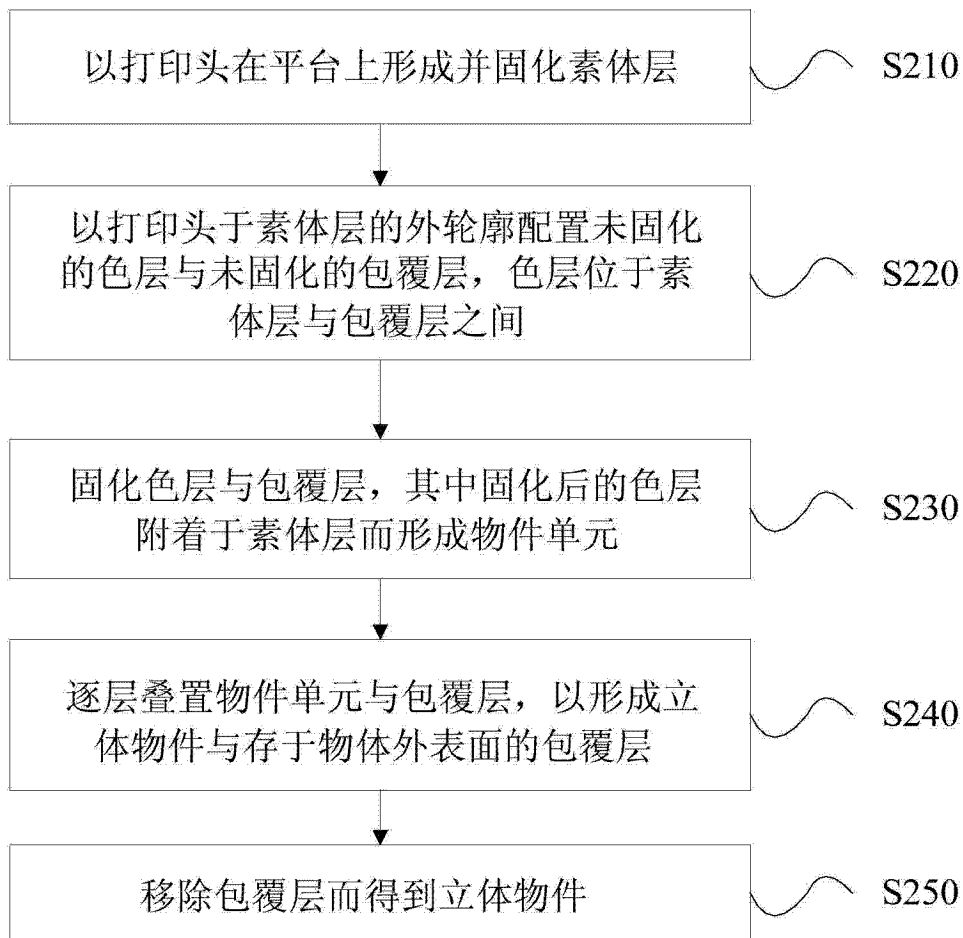 以打印头在平台上形成并固化素体层
S210
以打印头于素体层的外轮廓配置未固化
的色层与未固化的包覆层，色层位于素
体层与包覆层之间
S220
固化色层与包覆层，其中固化后的色层
附着于素体层而形成物件单元
S230
逐层叠置物件单元与包覆层，以形成立
体物件与存于物体外表面的包覆层
S240
移除包覆层而得到立体物件
S250